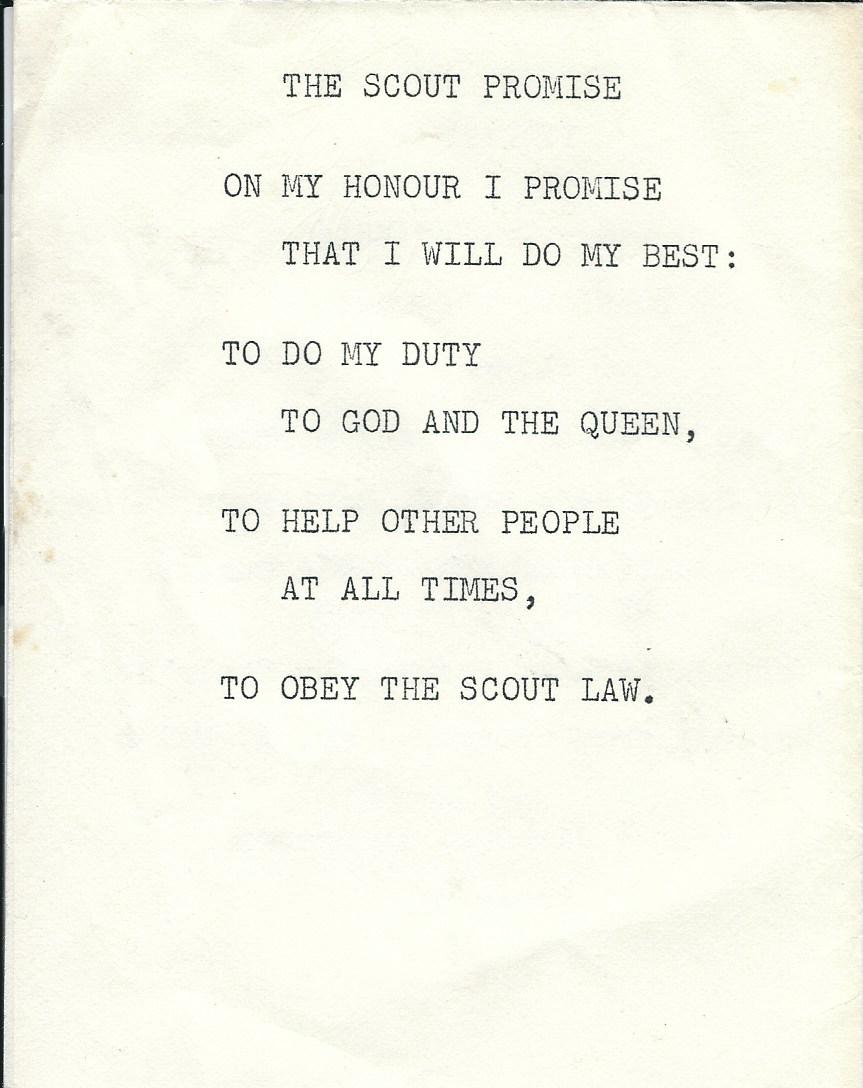 THE SCOUT PROMISE
ON MY HONOUR I PROMISE
THAT I WILL DO MY BEST:
TO DO MY DUTY
TO GOD AND THE QUEEN,
TO HELP OTHER PEOPLE
AT ALL TIMES,
TO OBEY THE SCOUT LAW.